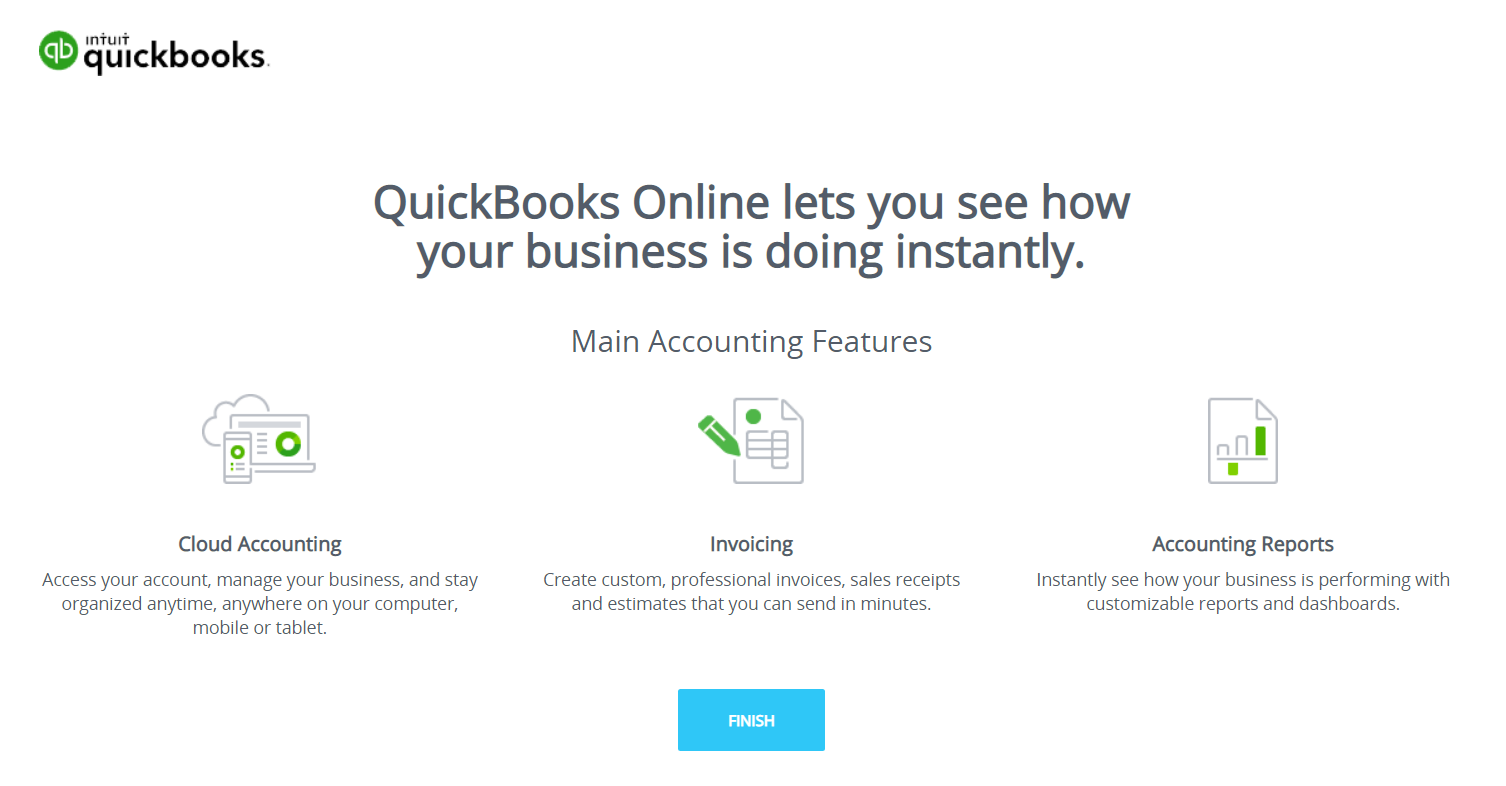 qb
ıntuıt
quickbooks.
QuickBooks Online lets you see how
your business is doing instantly.
Main Accounting Features
Cloud Accounting
Access your account, manage your business, and stay
organized anytime, anywhere on your computer,
mobile or tablet.
Invoicing
Create custom, professional invoices, sales receipts
and estimates that you can send in minutes.
Accounting Reports
Instantly see how your business is performing with
customizable reports and dashboards.
FINISH